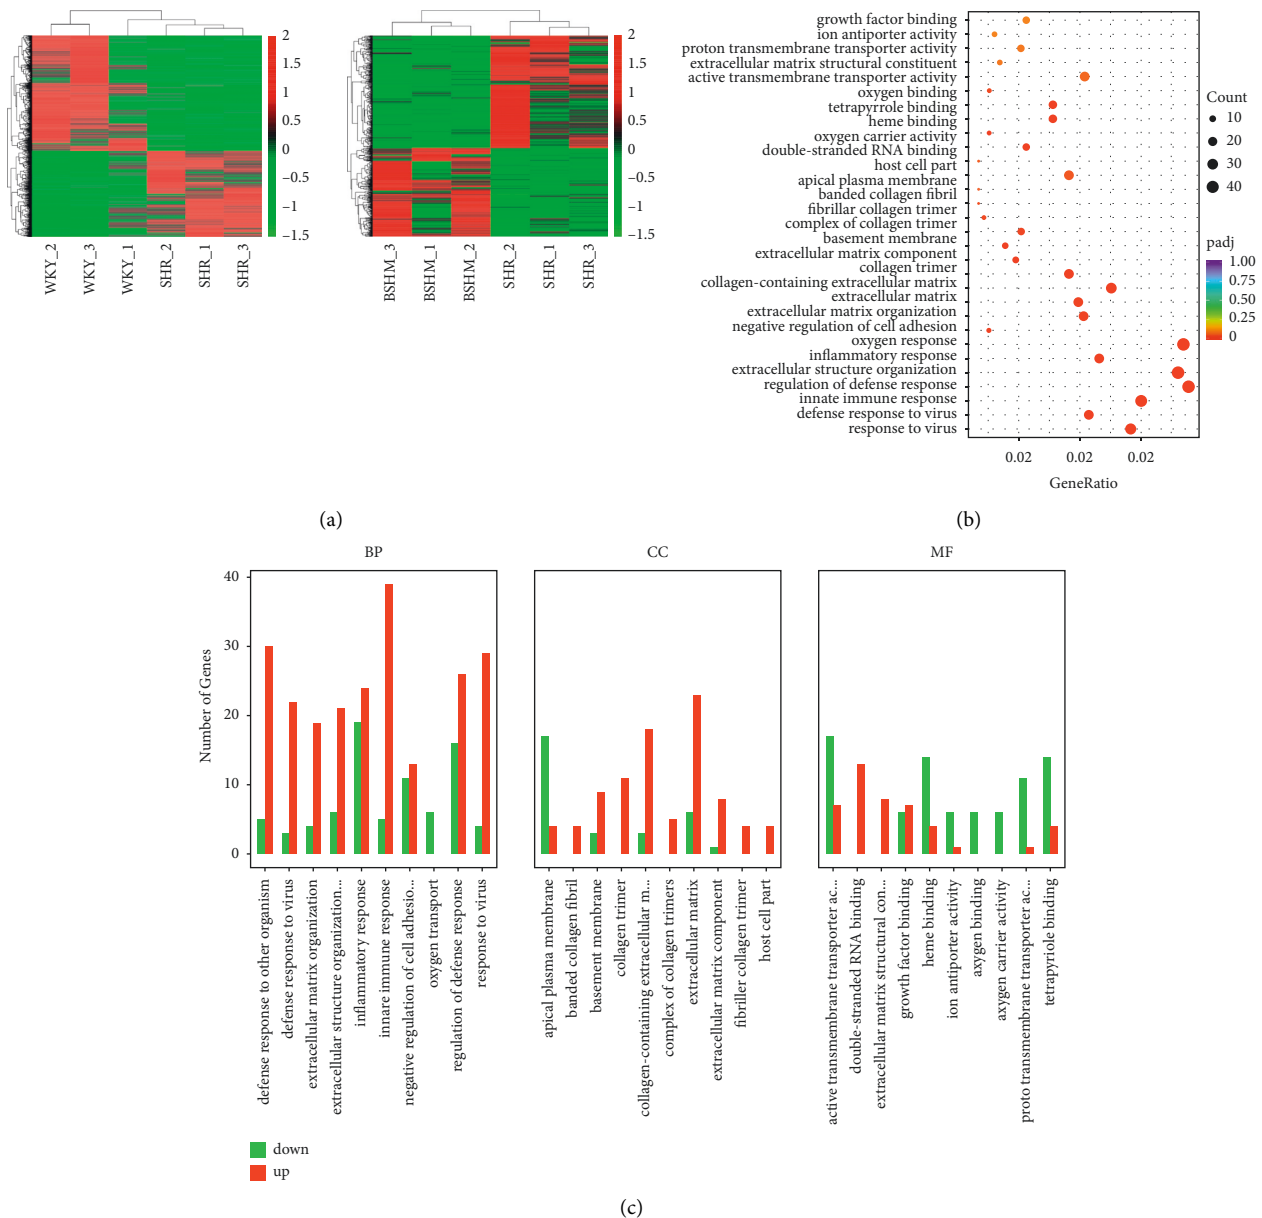 2
1
1.5
0
−0.5
−1
−1.5
WKY_2
WKY_3
WKY_1
SHR_2
SHR_1
SHR_3
2
1
1.5
0
−0.5
−1
−1.5
BSHM_3
BSHM_1
BSHM_2
SHR_2
SHR_1
SHR_3
(a)
growth factor binding
ion antiporter activity
proton transmembrane transporter activity
extracellular matrix structural constituent
active transmembrane transporter activity
oxygen binding
tetrapyrrole binding
heme binding
oxygen carrier activity
double-stranded RNA binding
host cell part
apical plasma membrane
banded collagen fibril
fibrillar collagen trimer
complex of collagen trimer
basement membrane
extracellular matrix component
collagen trimer
collagen-containing extracellular matrix
extracellular matrix
extracellular matrix organization
negative regulation of cell adhesion
oxygen response
inflammatory response
extracellular structure organization
regulation of defense response
innate immune response
defense response to virus
response to virus
0.02 0.02 0.02
GeneRatio
Count
10
20
30
40
padj
1.00
0.75
0.50
0.25
0
(b)
BP
CC
MF
Number of Genes
40
30
20
10
0
defense response to other organism
defense response to virus
extracellular matrix organization
extracellular structure organization...
inflammatory response
innare immune response
negative regulation of cell adhesio...
oxygen transport
regulation of defense response
response to virus
apical plasma membrane
banded collagen fibril
basement membrane
collagen trimer
collagen-containing extracellular m...
complex of collagen trimers
extracellular matrix
extracellular matrix component
fibriller collagen trimer
host cell part
active transmembrane transporter ac...
double-stranded RNA binding
extracellular matrix structural con...
growth factor binding
heme binding
ion antiporter activity
axygen binding
axygen carrier activity
proto transmembrane transporter ac...
tetrapyriole binding
down
up
(c)